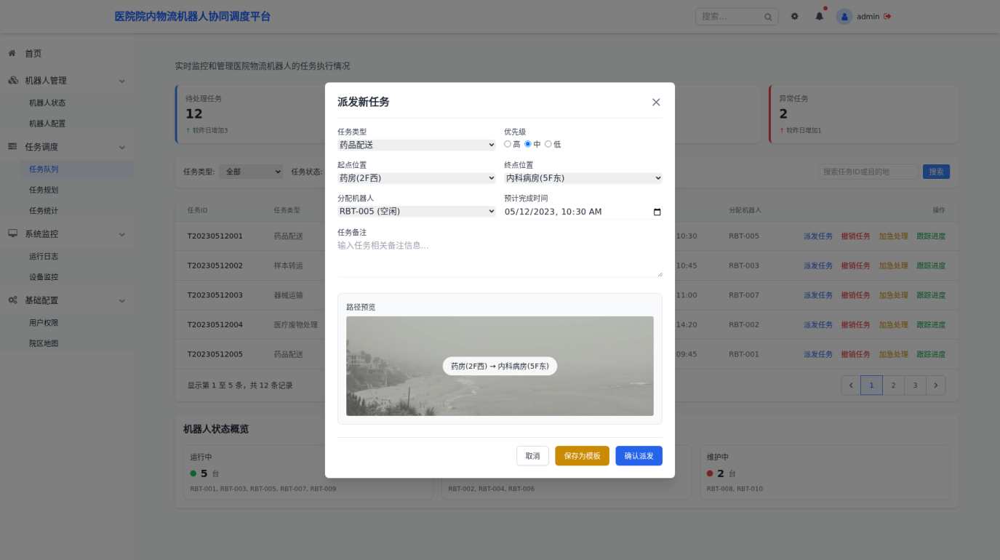 医院院内物流机器人协同调度平台
搜索...
admin
首页
机器人管理
机器人状态
机器人配置
任务调度
任务队列
任务规划
任务统计
系统监控
运行日志
设备监控
基础配置
用户权限
院区地图
实时监控和管理医院物流机器人的任务执行情况
待处理任务
12
↑ 较昨日增加3
异常任务
2
↑ 较昨日增加1
任务类型: 全部 任务状态:
搜索任务ID或目的地 搜索
任务ID 任务类型 分配机器人 操作
T20230512001 药品配送 10:30 RBT-005 派发任务 撤销任务 加急处理 跟踪进度
T20230512002 样本转运 10:45 RBT-003 派发任务 撤销任务 加急处理 跟踪进度
T20230512003 器械运输 11:00 RBT-007 派发任务 撤销任务 加急处理 跟踪进度
T20230512004 医疗废物处理 14:20 RBT-002 派发任务 撤销任务 加急处理 跟踪进度
T20230512005 药品配送 09:45 RBT-001 派发任务 撤销任务 加急处理 跟踪进度
显示第 1 至 5 条，共 12 条记录
1 2 3
机器人状态概览
运行中
5 台
RBT-001, RBT-003, RBT-005, RBT-007, RBT-009
RBT-002, RBT-004, RBT-006
维护中
2 台
RBT-008, RBT-010
派发新任务
任务类型
药品配送
优先级
高 中 低
起点位置
药房(2F西)
终点位置
内科病房(5F东)
分配机器人
RBT-005 (空闲)
预计完成时间
05/12/2023, 10:30 AM
任务备注
输入任务相关备注信息...
路径预览
药房(2F西) → 内科病房(5F东)
取消
保存为模板
确认派发